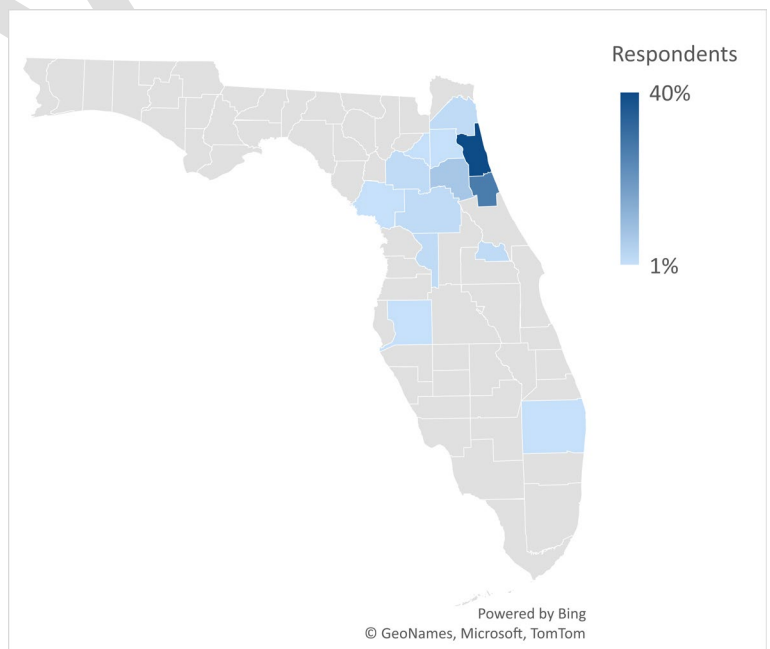 Respondents
40%
1%
Powered by Bing
© GeoNames, Microsoft, TomTom